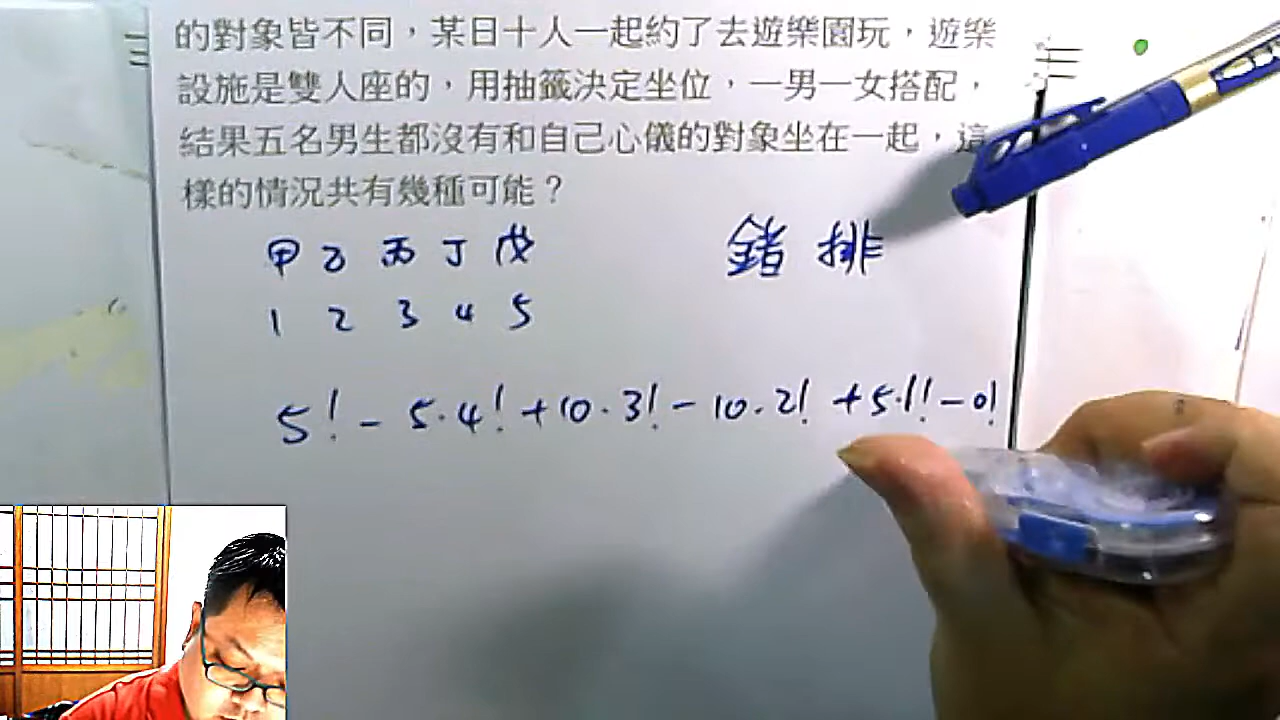 的對象皆不同，某日十人一起約了去遊樂園玩，遊樂
設施是雙人座的，用抽籤決定坐位，一男一女搭配，
結果五名男生都沒有和自己心儀的對象坐在一起，這
樣的情況共有幾種可能？
甲 乙 丙 丁 戊
錯 排
1 2 3 4 5
5! - 5·4! + 10·3! - 10·2! + 5·1! - 0!